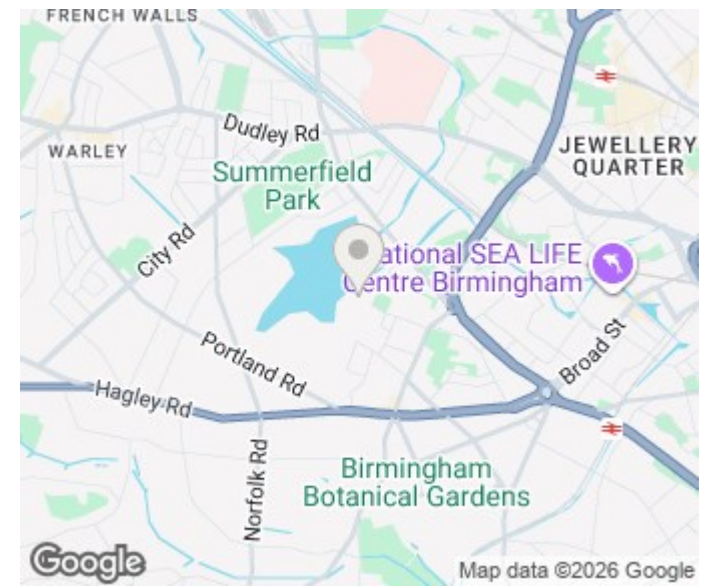 FRENCH WALLS
Dudley Rd
WARLEY
JEWELLERY
QUARTER
Summerfield
Park
City Rd
ational SEA LIFE
Centre Birmingham
Portland Rd
Broad St
Hagley Rd
Norfolk Rd
Birmingham
Botanical Gardens
Google
Map data ©2026 Google